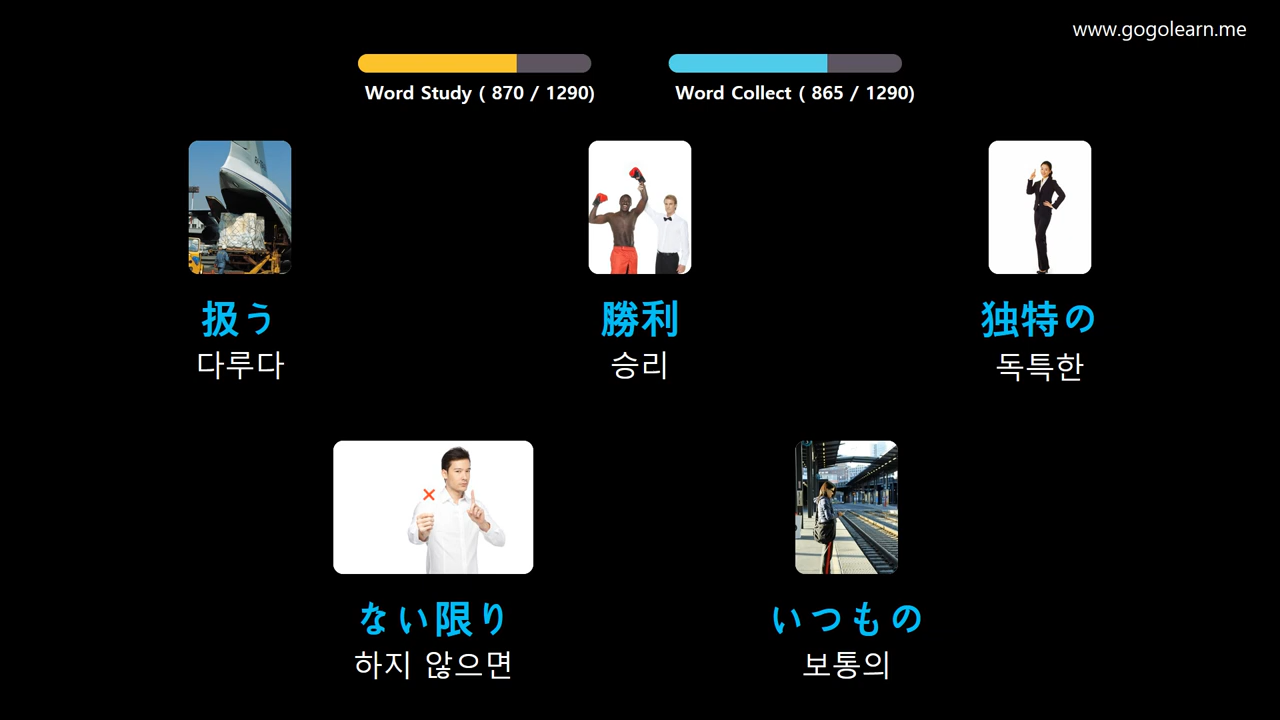 www.gogolearn.me
Word Study ( 870 / 1290)
Word Collect ( 865 / 1290)
扱う
다루다
勝利
승리
独特の
독특한
ない限り
하지 않으면
いつもの
보통의